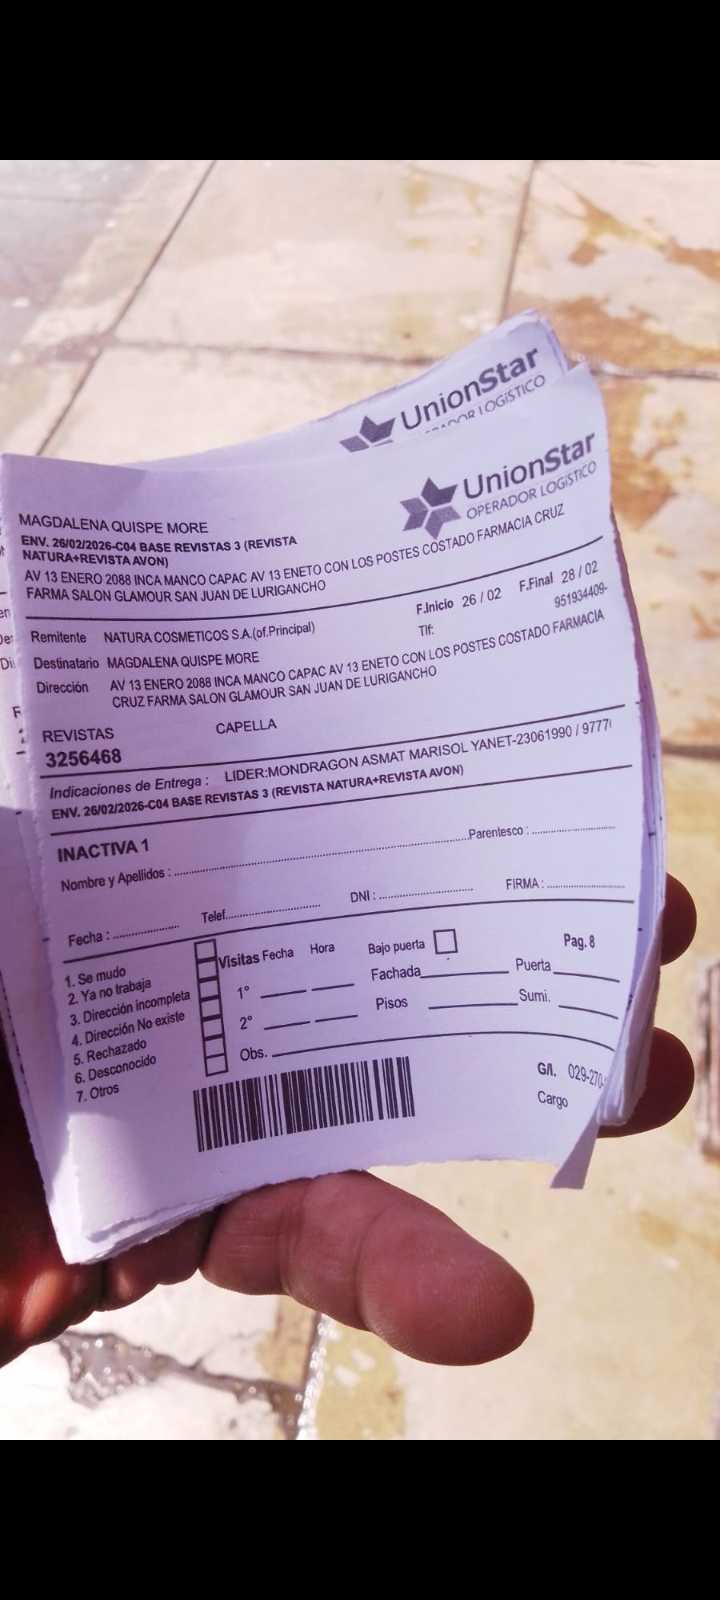 UnionStar
OPERADOR LOGÍSTICO
UnionStar
OPERADOR LOGÍSTICO
MAGDALENA QUISPE MORE
ENV. 26/02/2026-C04 BASE REVISTAS 3 (REVISTA
NATURA+REVISTA AVON)
AV 13 ENERO 2088 INCA MANCO CAPAC AV 13 ENETO CON LOS POSTES COSTADO FARMACIA CRUZ
FARMA SALON GLAMOUR SAN JUAN DE LURIGANCHO
F.Inicio 26 / 02 F.Final 28 / 02
Remitente NATURA COSMETICOS S.A.(of.Principal) Tlf: 951934409-
Destinatario MAGDALENA QUISPE MORE
Dirección AV 13 ENERO 2088 INCA MANCO CAPAC AV 13 ENETO CON LOS POSTES COSTADO FARMACIA
CRUZ FARMA SALON GLAMOUR SAN JUAN DE LURIGANCHO
REVISTAS CAPELLA
3256468
Indicaciones de Entrega : LIDER:MONDRAGON ASMAT MARISOL YANET-23061990 / 9777
ENV. 26/02/2026-C04 BASE REVISTAS 3 (REVISTA NATURA+REVISTA AVON)
INACTIVA 1
Nombre y Apellidos : Parentesco :
Fecha : Telef. DNI : FIRMA :
1. Se mudo
2. Ya no trabaja
3. Dirección incompleta
4. Dirección No existe
5. Rechazado
6. Desconocido
7. Otros
Visitas Fecha Hora Bajo puerta Pag. 8
1° Fachada Puerta
2° Pisos Sumi.
Obs.
G/I. 029-270-
Cargo